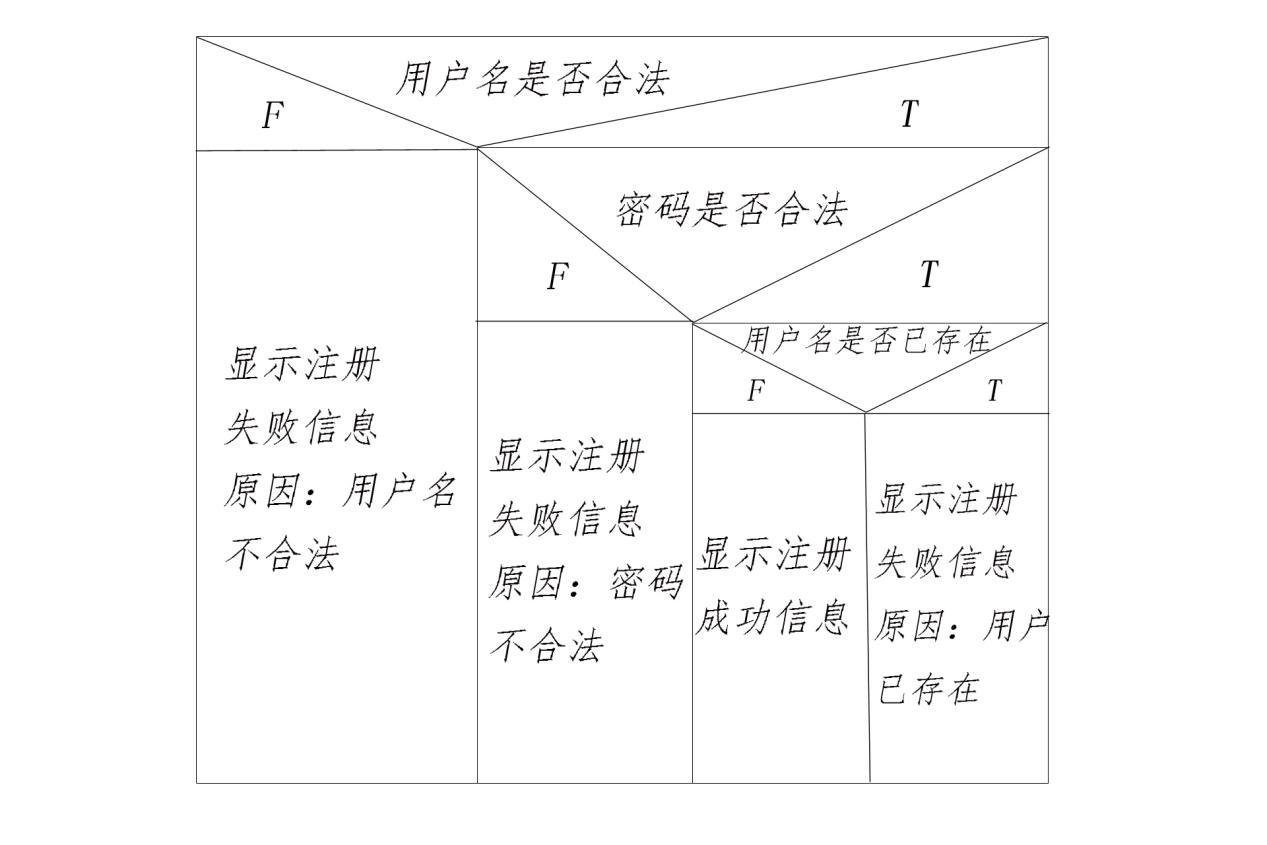 用户名是否合法
F
T
密码是否合法
F
T
用户名是否已存在
F
T
显示注册
失败信息
原因：用户名
不合法
显示注册
失败信息
原因：密码
不合法
显示注册
成功信息
显示注册
失败信息
原因：用户
已存在